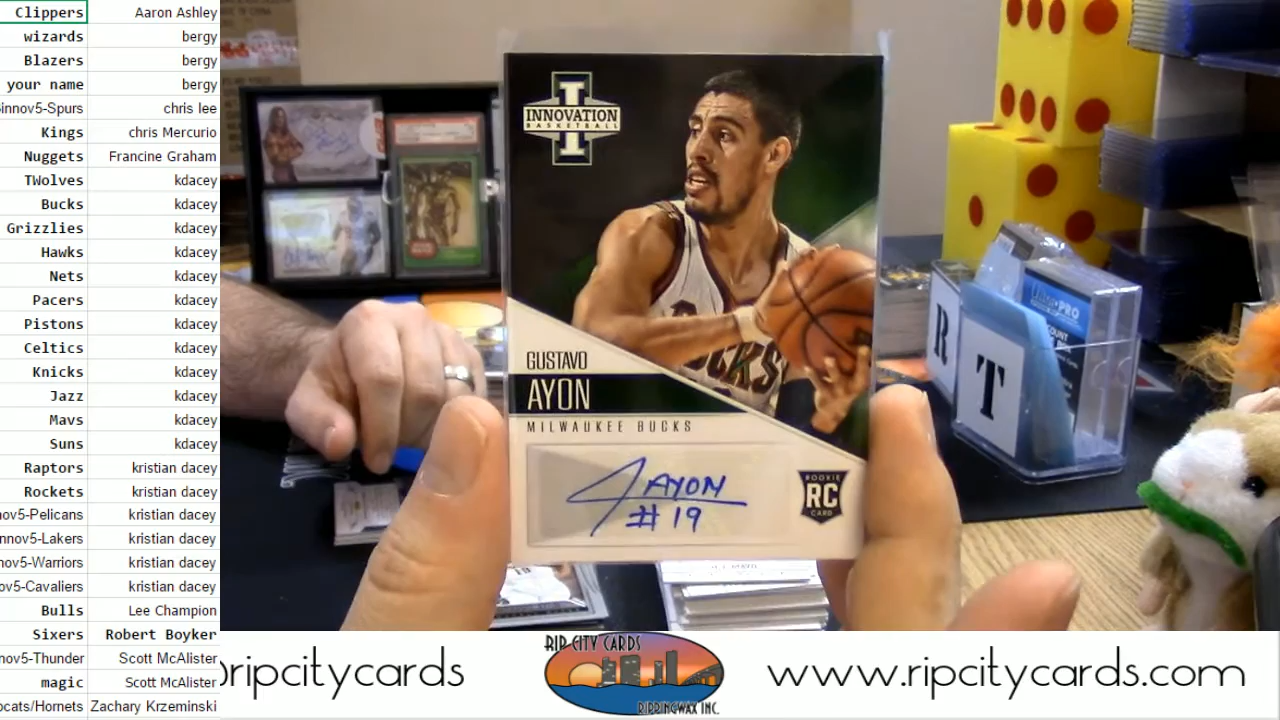 Clippers Aaron Ashley
wizards bergy
Blazers bergy
your name bergy
innov5-Spurs chris lee
Kings chris Mercurio
Nuggets Francine Graham
TWolves kdacey
Bucks kdacey
Grizzlies kdacey
Hawks kdacey
Nets kdacey
Pacers kdacey
Pistons kdacey
Celtics kdacey
Knicks kdacey
Jazz kdacey
Mavs kdacey
Suns kdacey
Raptors kristian dacey
Rockets kristian dacey
nov5-Pelicans kristian dacey
nnov5-Lakers kristian dacey
nov5-Warriors kristian dacey
ov5-Cavaliers kristian dacey
Bulls Lee Champion
Sixers Robert Boyker
nov5-Thunder Scott McAlister
magic Scott McAlister
ocats/Hornets Zachary Krzeminski
I
INNOVATION
BASKETBALL
BUCKS
GUSTAVO
AYON
MILWAUKEE BUCKS
AYON
#19
ROOKIE
RC
CARD
R
T
ripcitycards
RIP CITY CARDS
RIPPINGWAX INC.
www.ripcitycards.com